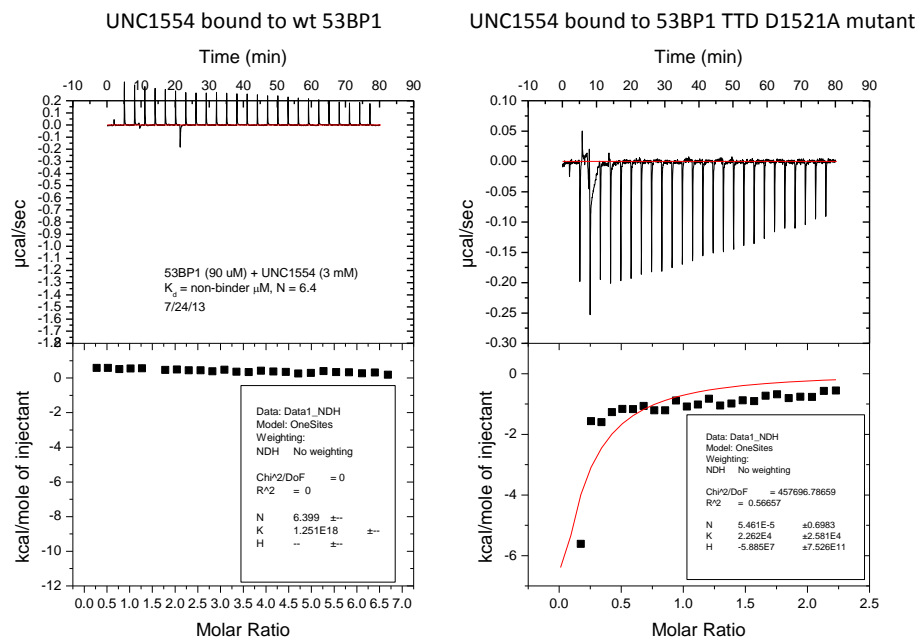 UNC1554 bound to wt 53BP1
Time (min)
-10 0 10 20 30 40 50 60 70 80 90
0.2
0.1
0.0
-0.1
-0.2
-0.3
-0.4
-0.5
-0.6
-0.7
-0.8
-0.9
-1.0
-1.1
-1.2
-1.3
-1.4
-1.5
-1.6
-1.7
-1.8
µcal/sec
53BP1 (90 uM) + UNC1554 (3 mM)
Kd = non-binder µM, N = 6.4
7/24/13
2
0
-2
-4
-6
-8
-10
-12
kcal/mole of injectant
Data: Data1_NDH
Model: OneSites
Weighting:
NDH No weighting
Chi^2/DoF = 0
R^2 = 0
N 6.399 ±--
K 1.251E18 ±--
H -- ±--
0.0 0.5 1.0 1.5 2.0 2.5 3.0 3.5 4.0 4.5 5.0 5.5 6.0 6.5 7.0
Molar Ratio
UNC1554 bound to 53BP1 TTD D1521A mutant
Time (min)
-10 0 10 20 30 40 50 60 70 80 90
0.10
0.05
0.00
-0.05
-0.10
-0.15
-0.20
-0.25
-0.30
µcal/sec
0
-2
-4
-6
kcal/mole of injectant
Data: Data1_NDH
Model: OneSites
Weighting:
NDH No weighting
Chi^2/DoF = 457696.78659
R^2 = 0.56657
N 5.461E-5 ±0.6983
K 2.262E4 ±2.581E4
H -5.885E7 ±7.526E11
0.0 0.5 1.0 1.5 2.0 2.5
Molar Ratio